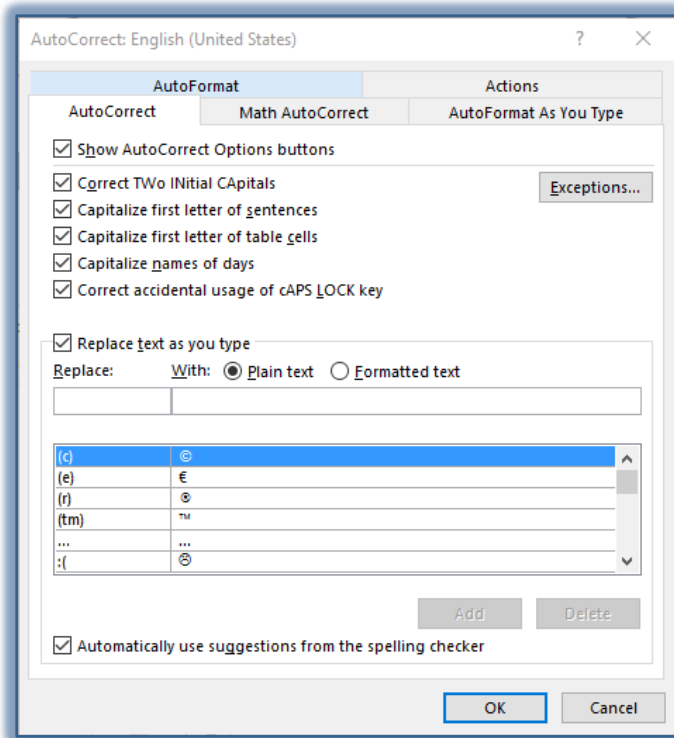 AutoCorrect: English (United States) ?
AutoFormat Actions
AutoCorrect Math AutoCorrect AutoFormat As You Type
Show AutoCorrect Options buttons
Correct TWo INitial CApitals Exceptions...
Capitalize first letter of sentences
Capitalize first letter of table cells
Capitalize names of days
Correct accidental usage of cAPS LOCK key
Replace text as you type
Replace: With: Plain text Formatted text
(c) ©
(e) €
(r) ®
(tm) ™
... ...
:( ☹
Add Delete
Automatically use suggestions from the spelling checker
OK Cancel